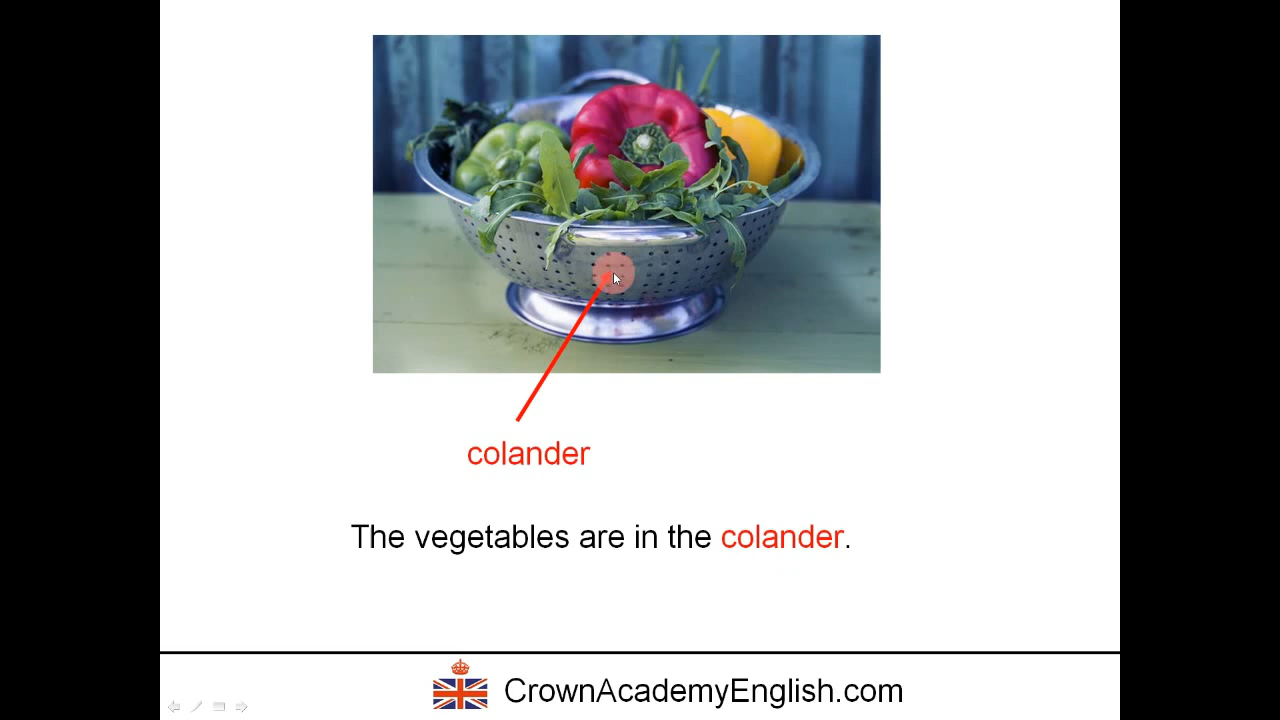 colander
The vegetables are in the colander.
CrownAcademyEnglish.com